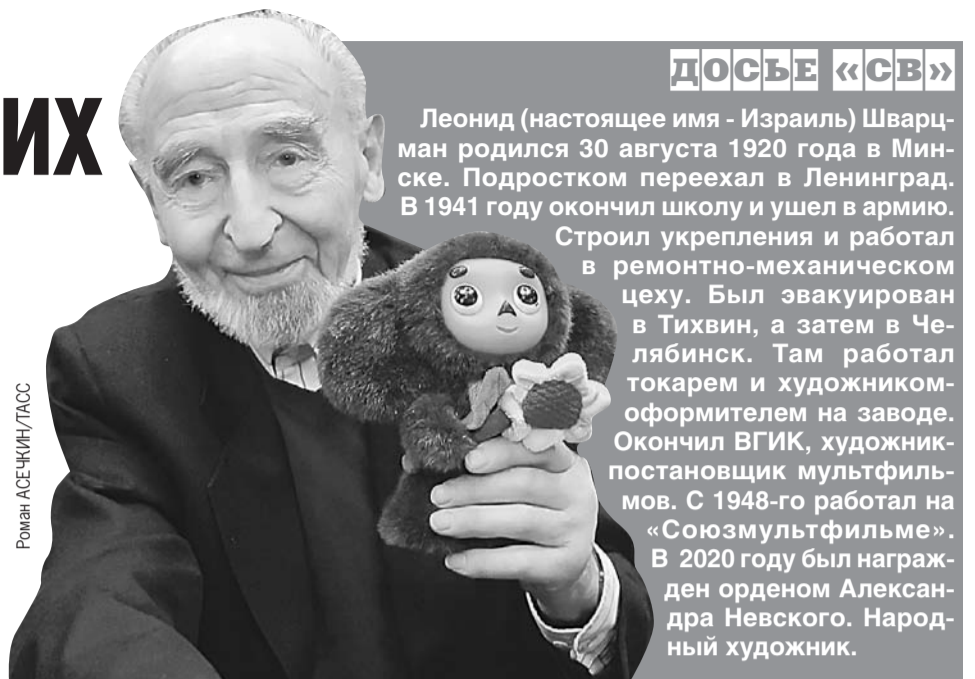 ИХ
ДОСЬЕ «СВ»
Леонид (настоящее имя - Израиль) Шварц-
ман родился 30 августа 1920 года в Мин-
ске. Подростком переехал в Ленинград.
В 1941 году окончил школу и ушел в армию.
Строил укрепления и работал
в ремонтно-механическом
цеху. Был эвакуирован
в Тихвин, а затем в Че-
лябинск. Там работал
токарем и художником-
оформителем на заводе.
Окончил ВГИК, художник-
постановщик мультфиль-
мов. С 1948-го работал на
«Союзмультфильме».
В 2020 году был награж-
ден орденом Алексан-
дра Невского. Народ-
ный художник.
Роман АСЕЧКИН/ТАСС